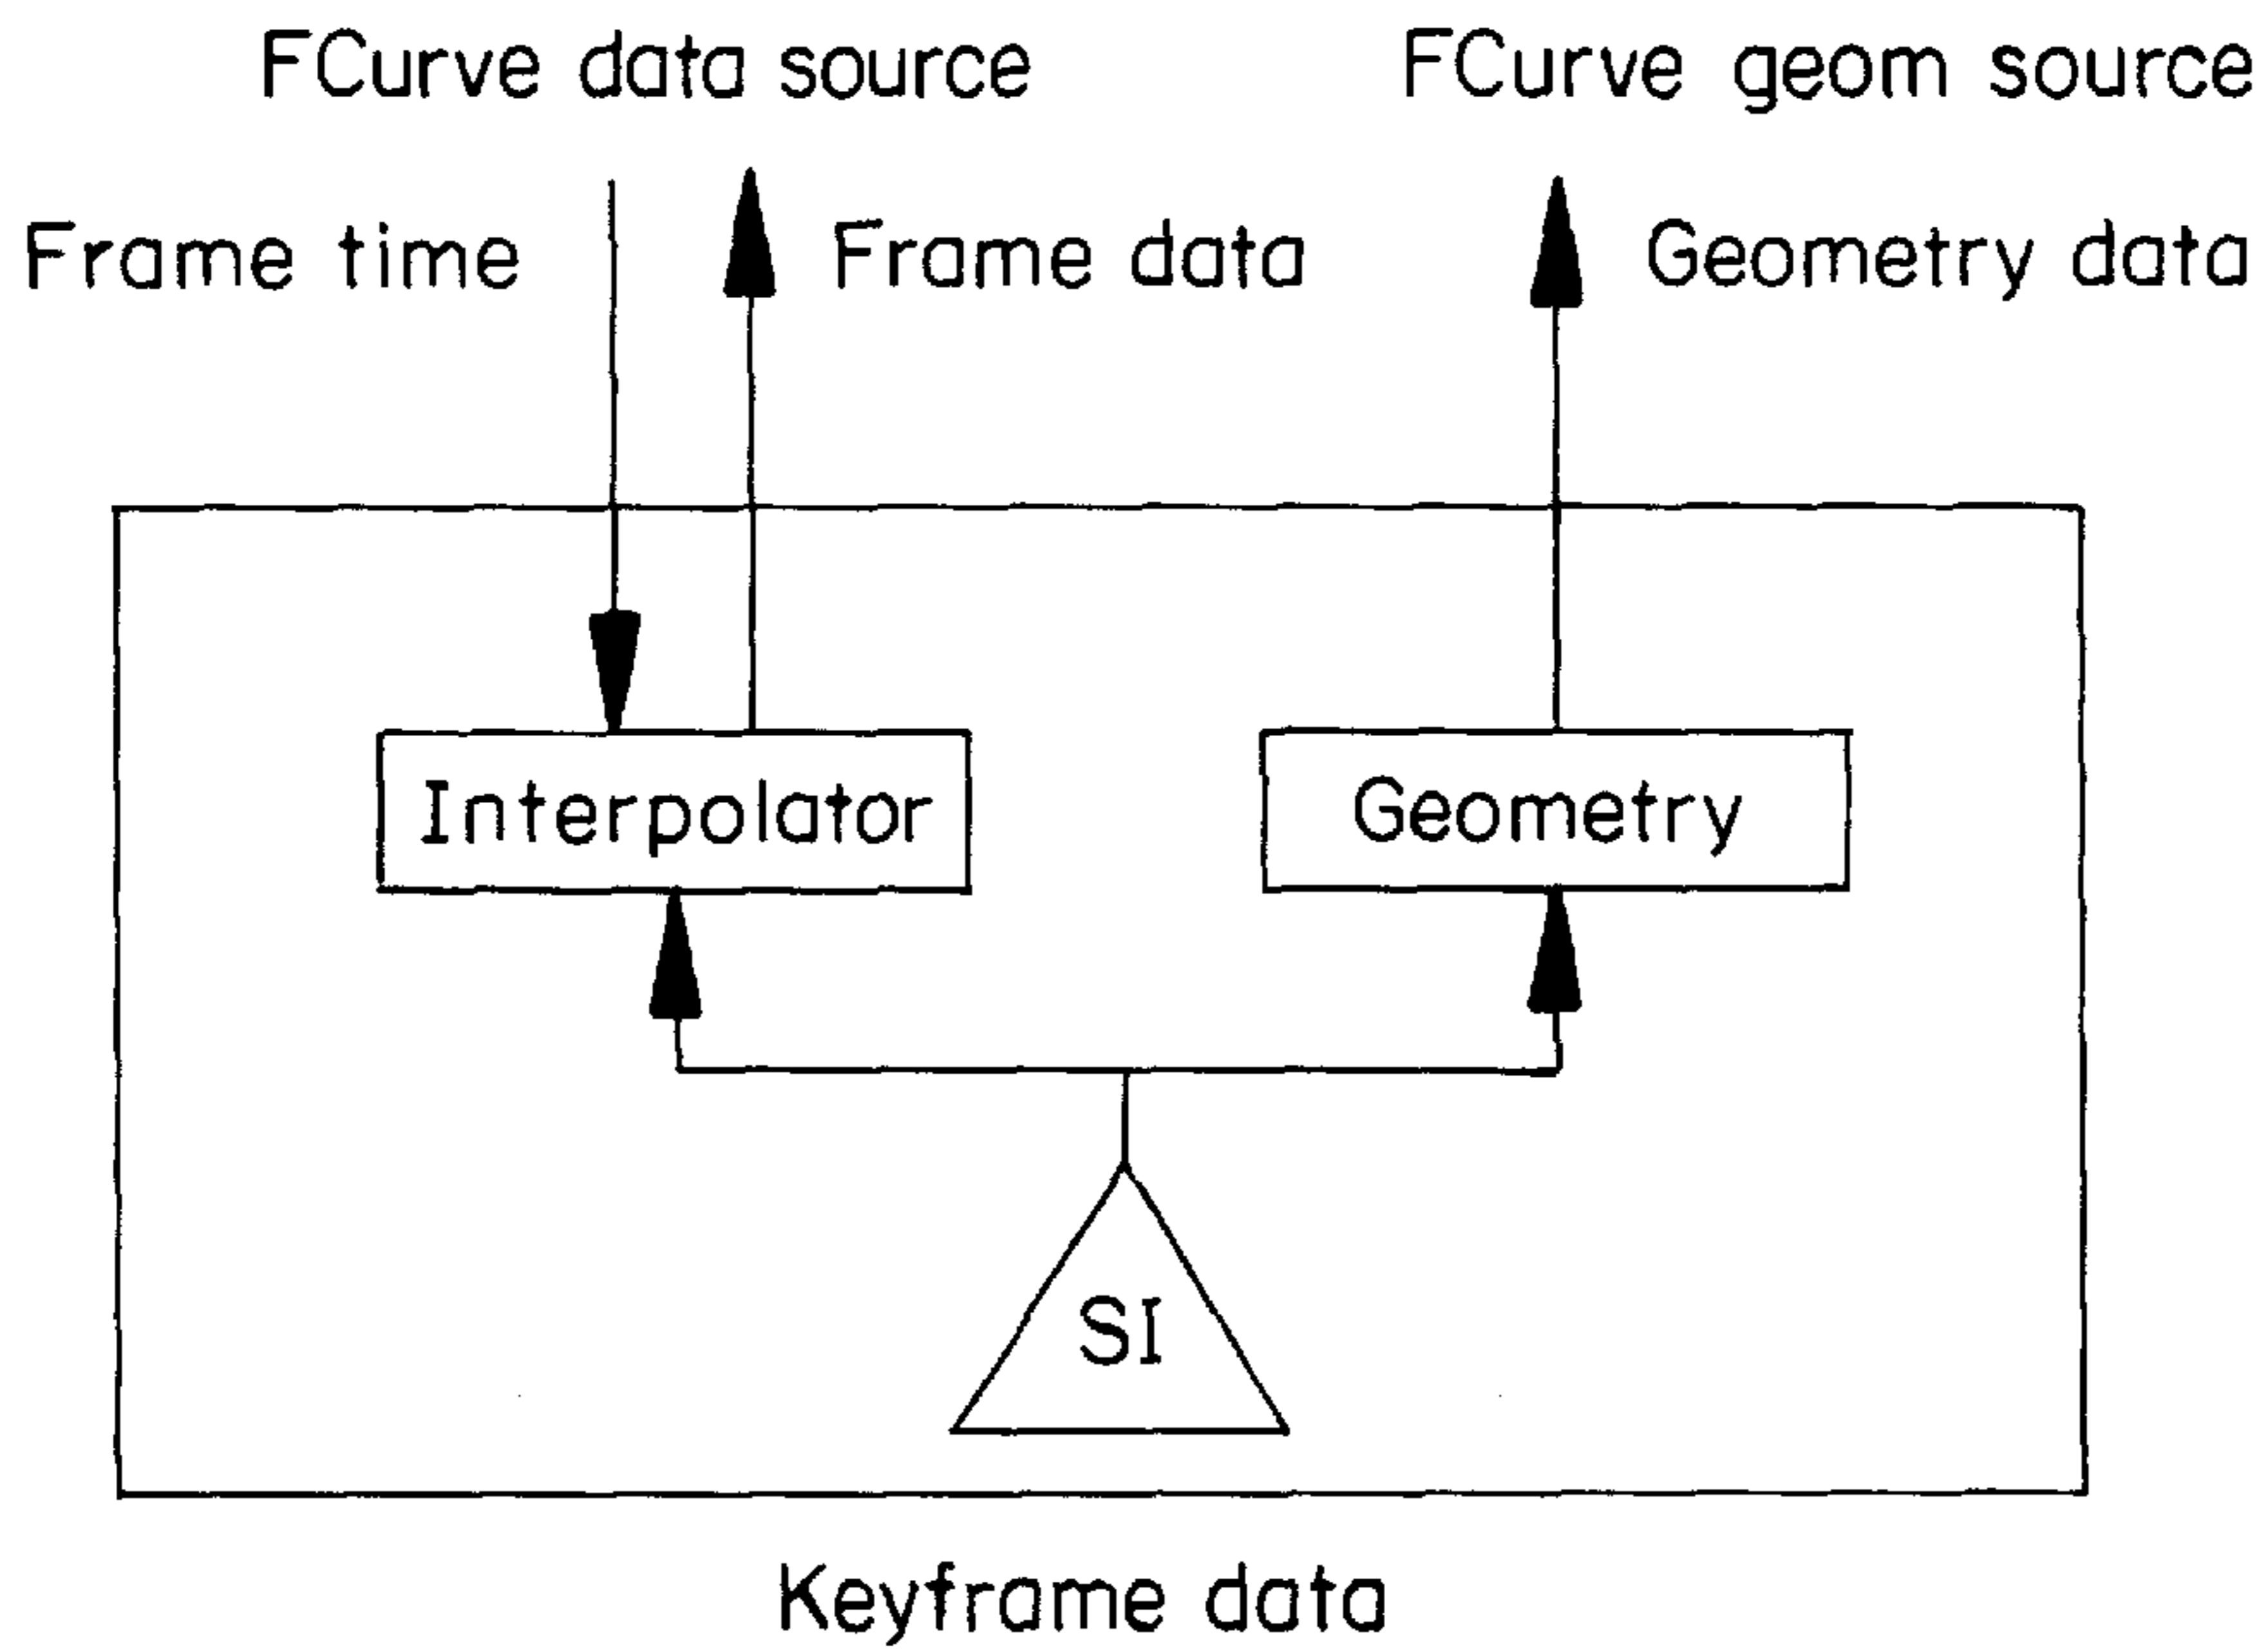 FCurve data source
FCurve geom source
Frame time
Frame data
Geometry data
Interpolator
Geometry
SI
Keyframe data